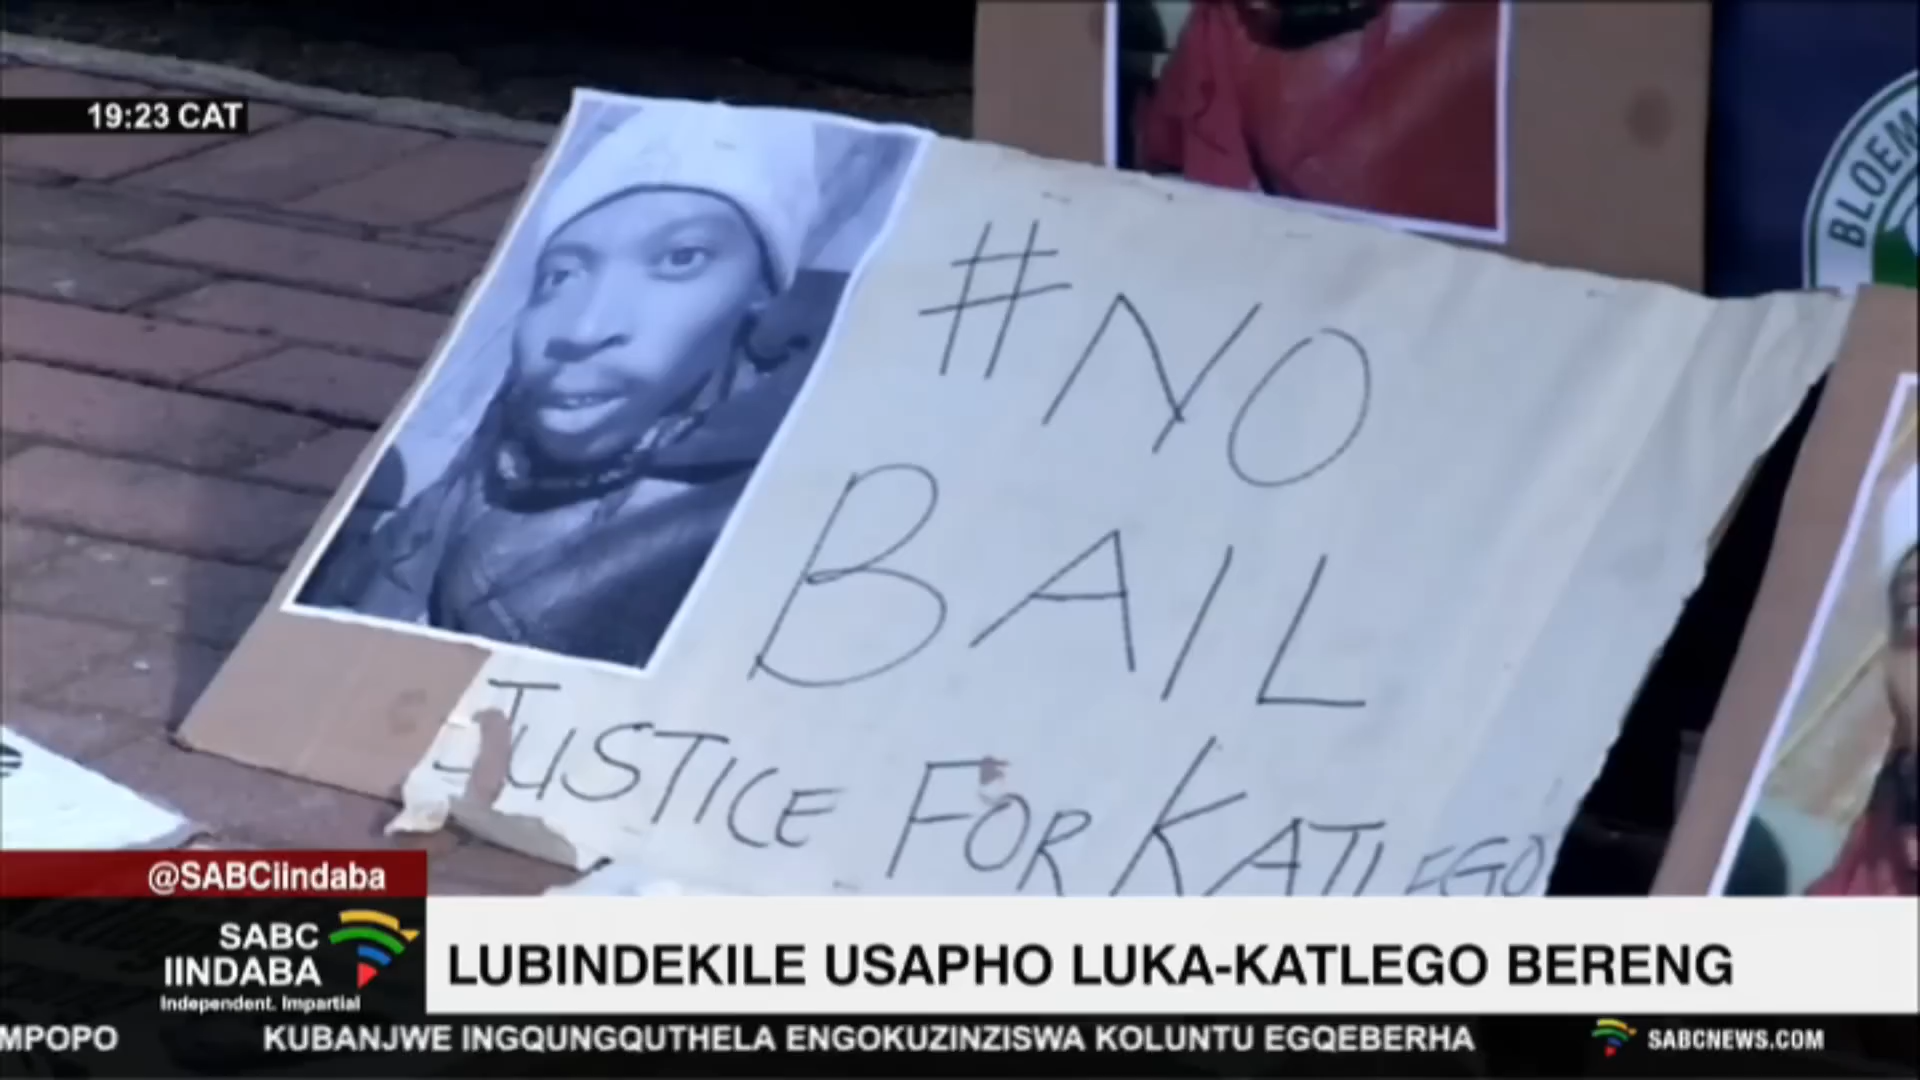 19:23 CAT
BLOEM
#NO
BAIL
JUSTICE FOR KATLEGO
@SABCiindaba
SABC
IINDABA
Independent. Impartial
LUBINDEKILE USAPHO LUKA-KATLEGO BERENG
MPOPO KUBANJWE INGQUNGQUTHELA ENGOKUZINZISWA KOLUNTU EGQEBERHA SABCNEWS.COM